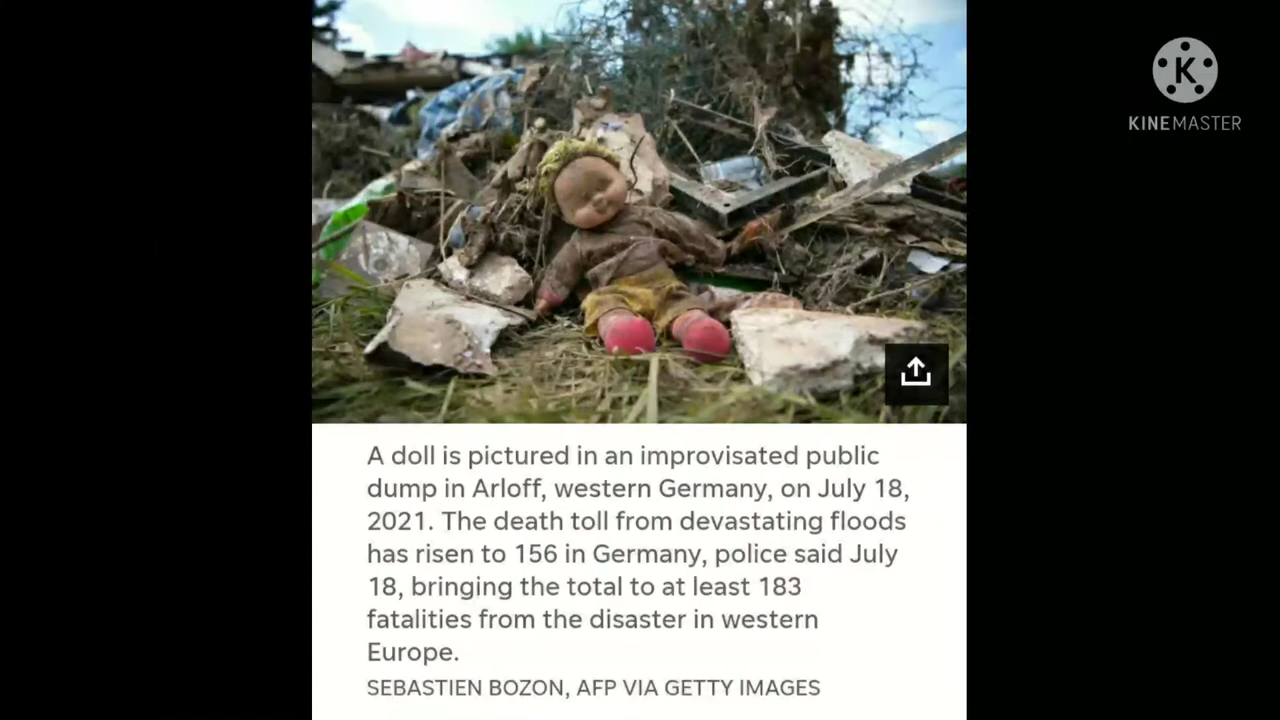 K
KINEMASTER
A doll is pictured in an improvisated public
dump in Arloff, western Germany, on July 18,
2021. The death toll from devastating floods
has risen to 156 in Germany, police said July
18, bringing the total to at least 183
fatalities from the disaster in western
Europe.
SEBASTIEN BOZON, AFP VIA GETTY IMAGES